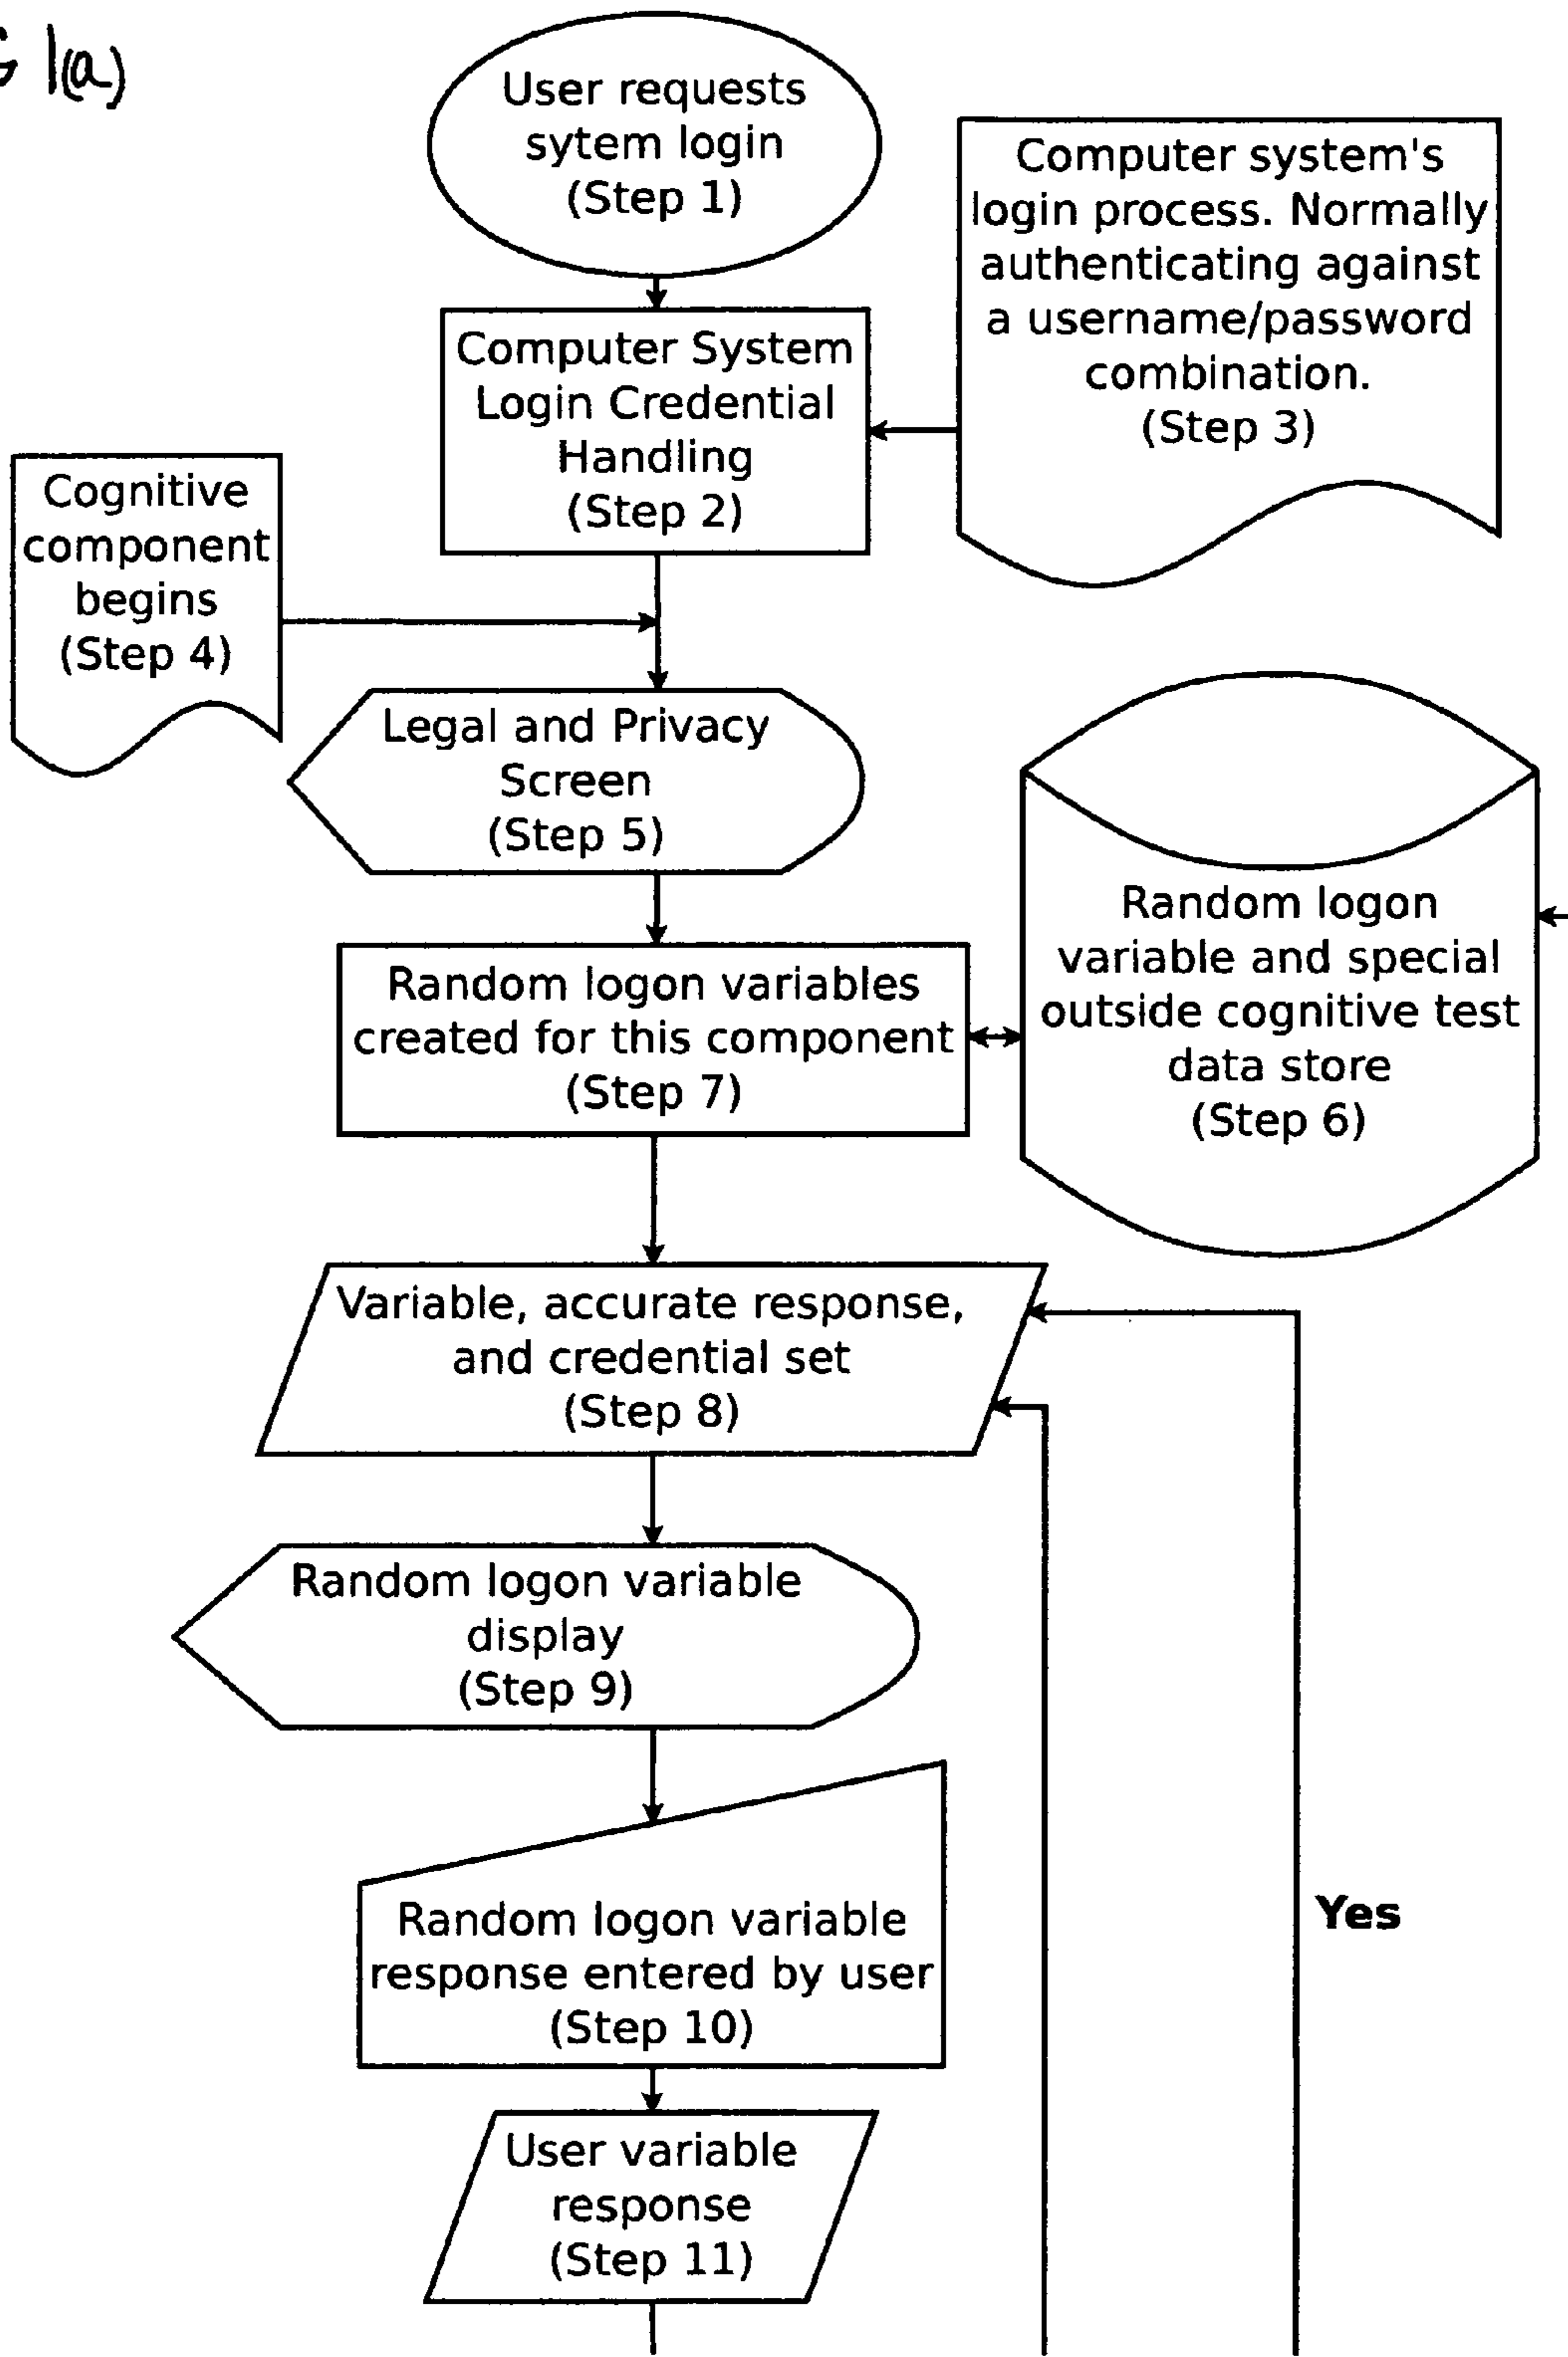 1(a)
User requests
sytem login
(Step 1)
Computer system's
login process. Normally
authenticating against
a username/password
combination.
(Step 3)
Computer System
Login Credential
Handling
(Step 2)
Cognitive
component
begins
(Step 4)
Legal and Privacy
Screen
(Step 5)
Random logon
variable and special
outside cognitive test
data store
(Step 6)
Random logon variables
created for this component
(Step 7)
Variable, accurate response,
and credential set
(Step 8)
Random logon variable
display
(Step 9)
Yes
Random logon variable
response entered by user
(Step 10)
User variable
response
(Step 11)